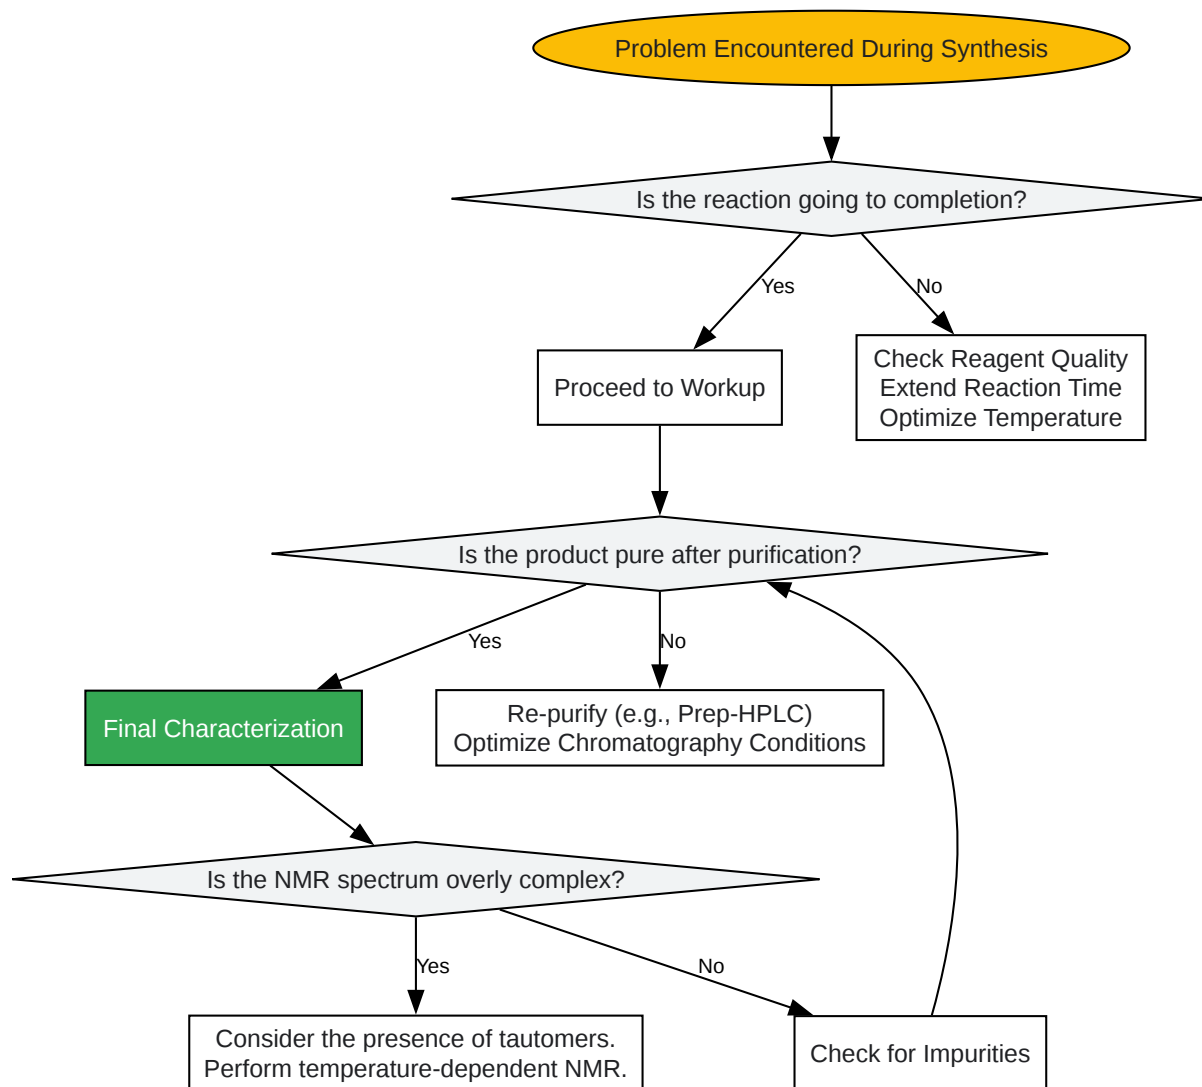 Problem Encountered During Synthesis
Is the reaction going to completion?
Yes
No
Proceed to Workup
Check Reagent Quality
Extend Reaction Time
Optimize Temperature
Is the product pure after purification?
Yes
No
Final Characterization
Re-purify (e.g., Prep-HPLC)
Optimize Chromatography Conditions
Is the NMR spectrum overly complex?
Yes
No
Consider the presence of tautomers.
Perform temperature-dependent NMR.
Check for Impurities